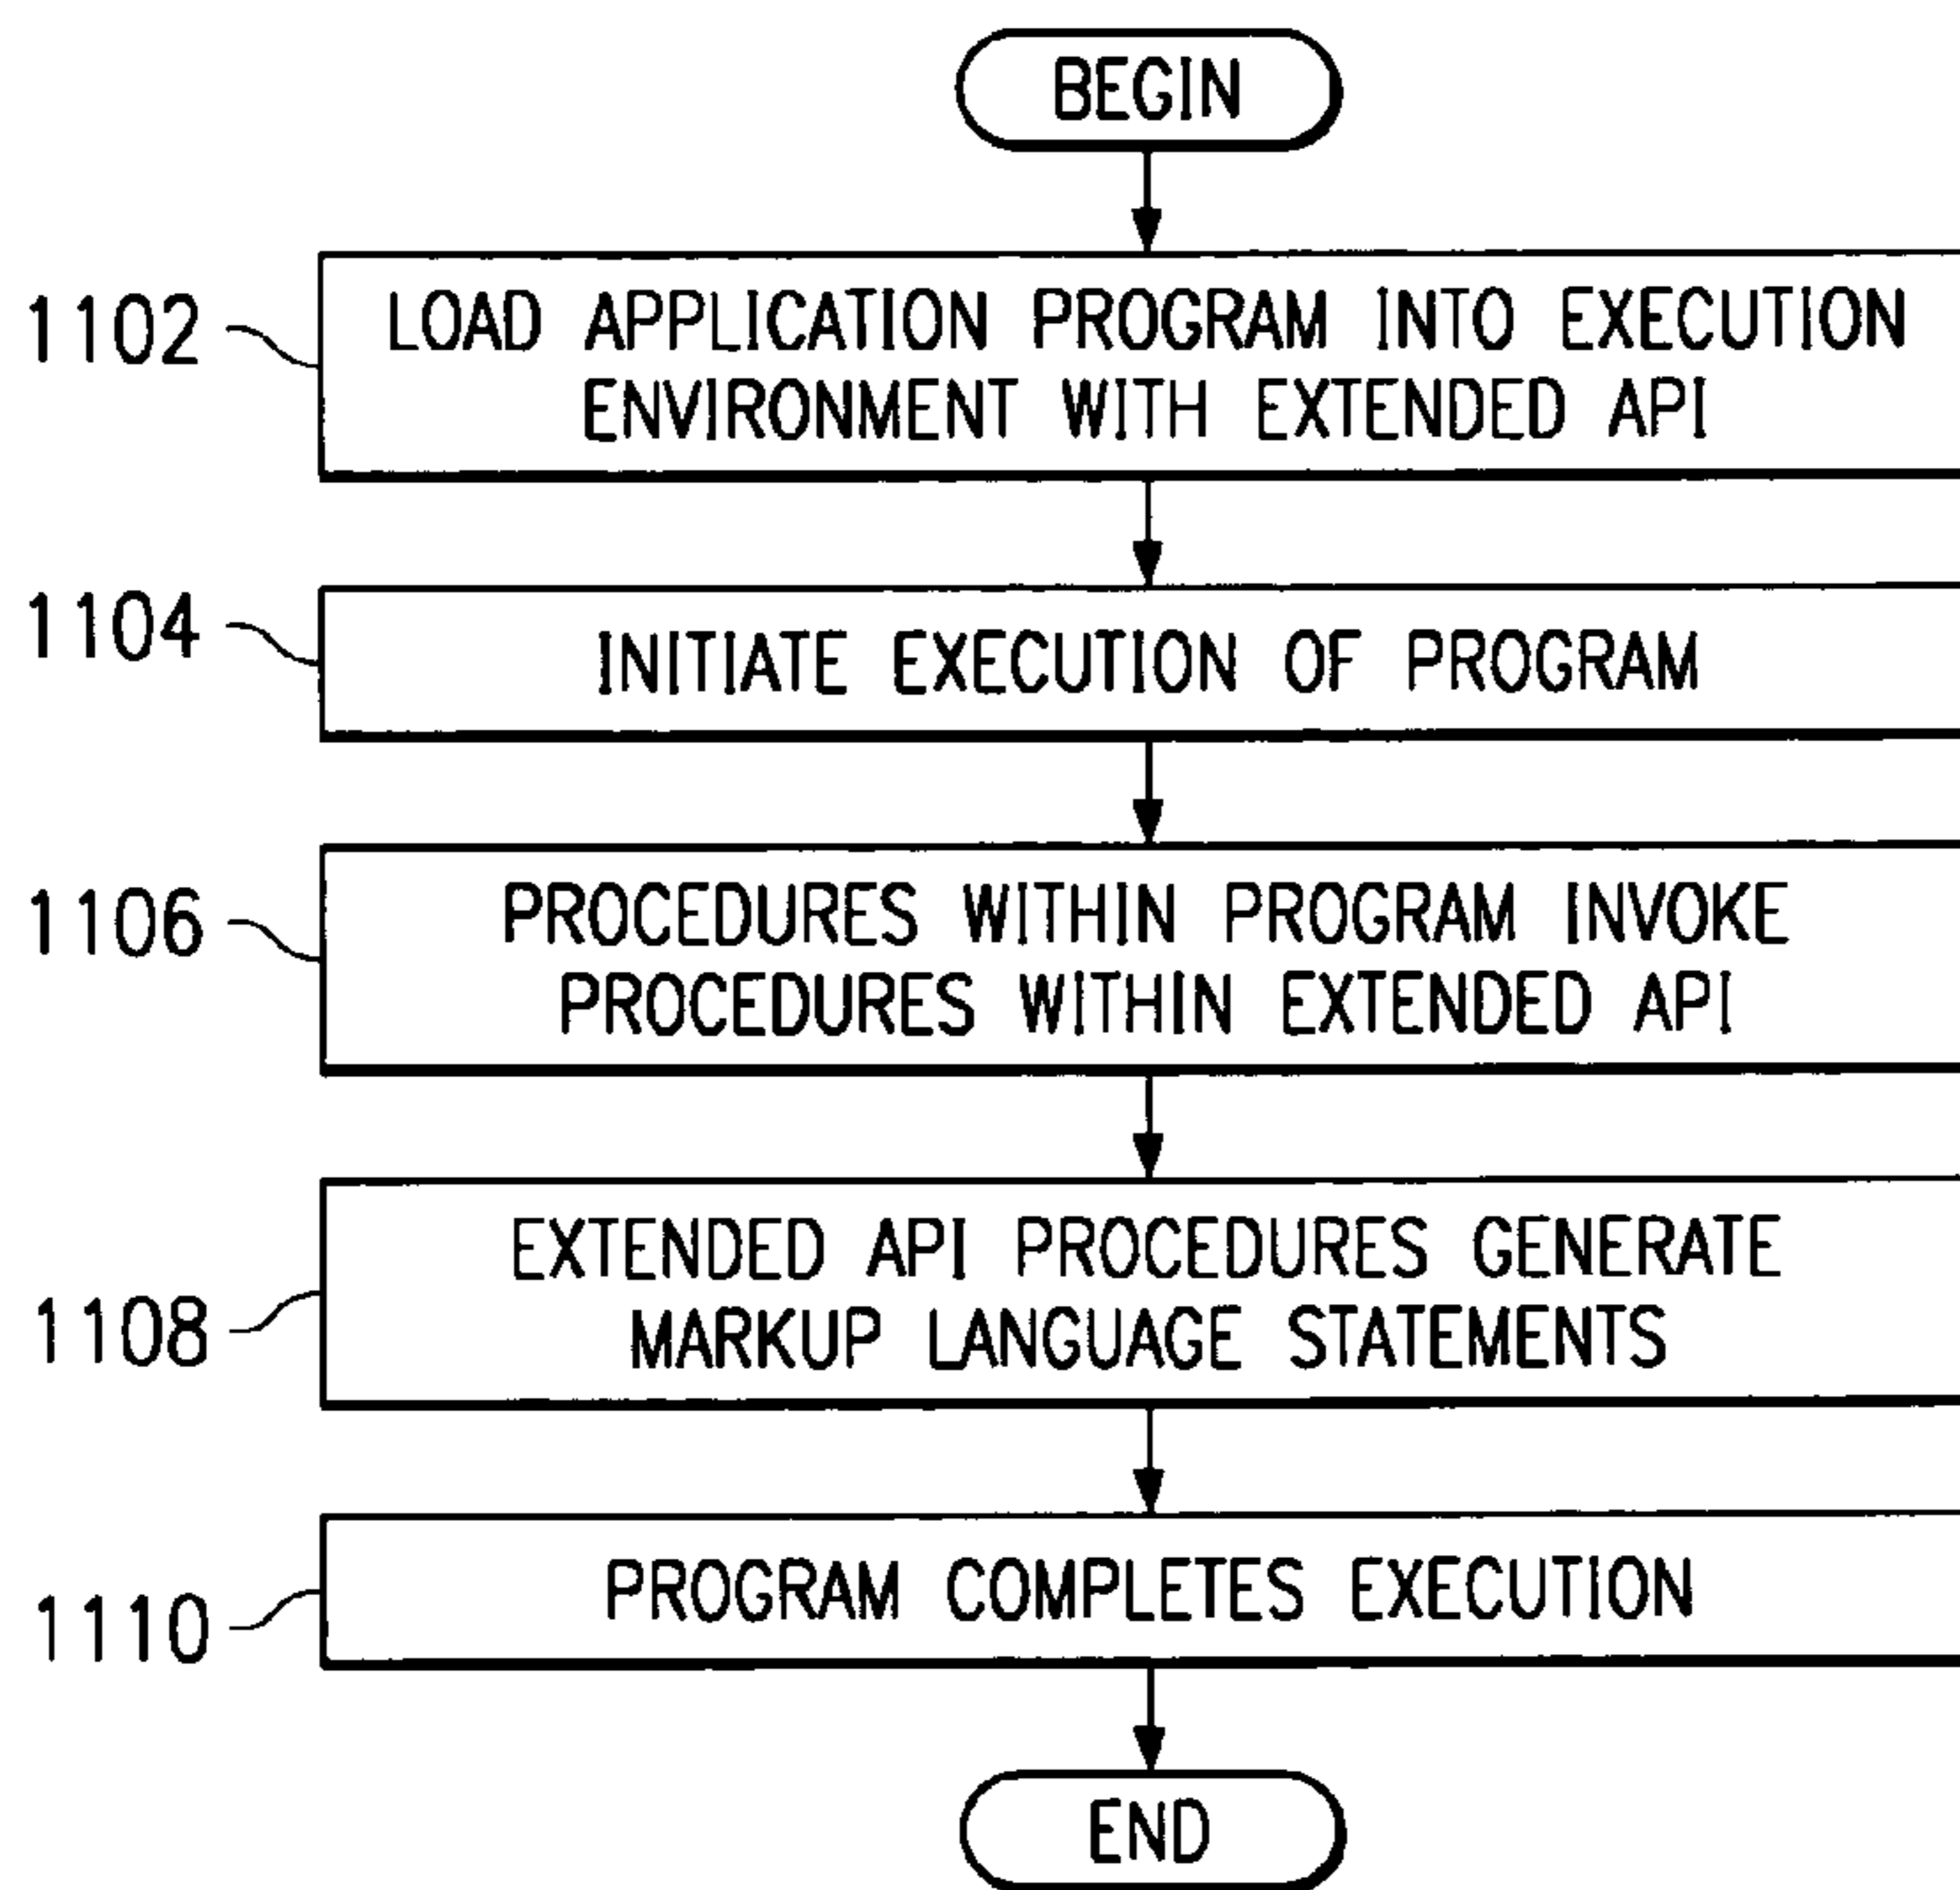 BEGIN
1102
LOAD APPLICATION PROGRAM INTO EXECUTION
ENVIRONMENT WITH EXTENDED API
1104
INITIATE EXECUTION OF PROGRAM
1106
PROCEDURES WITHIN PROGRAM INVOKE
PROCEDURES WITHIN EXTENDED API
1108
EXTENDED API PROCEDURES GENERATE
MARKUP LANGUAGE STATEMENTS
1110
PROGRAM COMPLETES EXECUTION
END